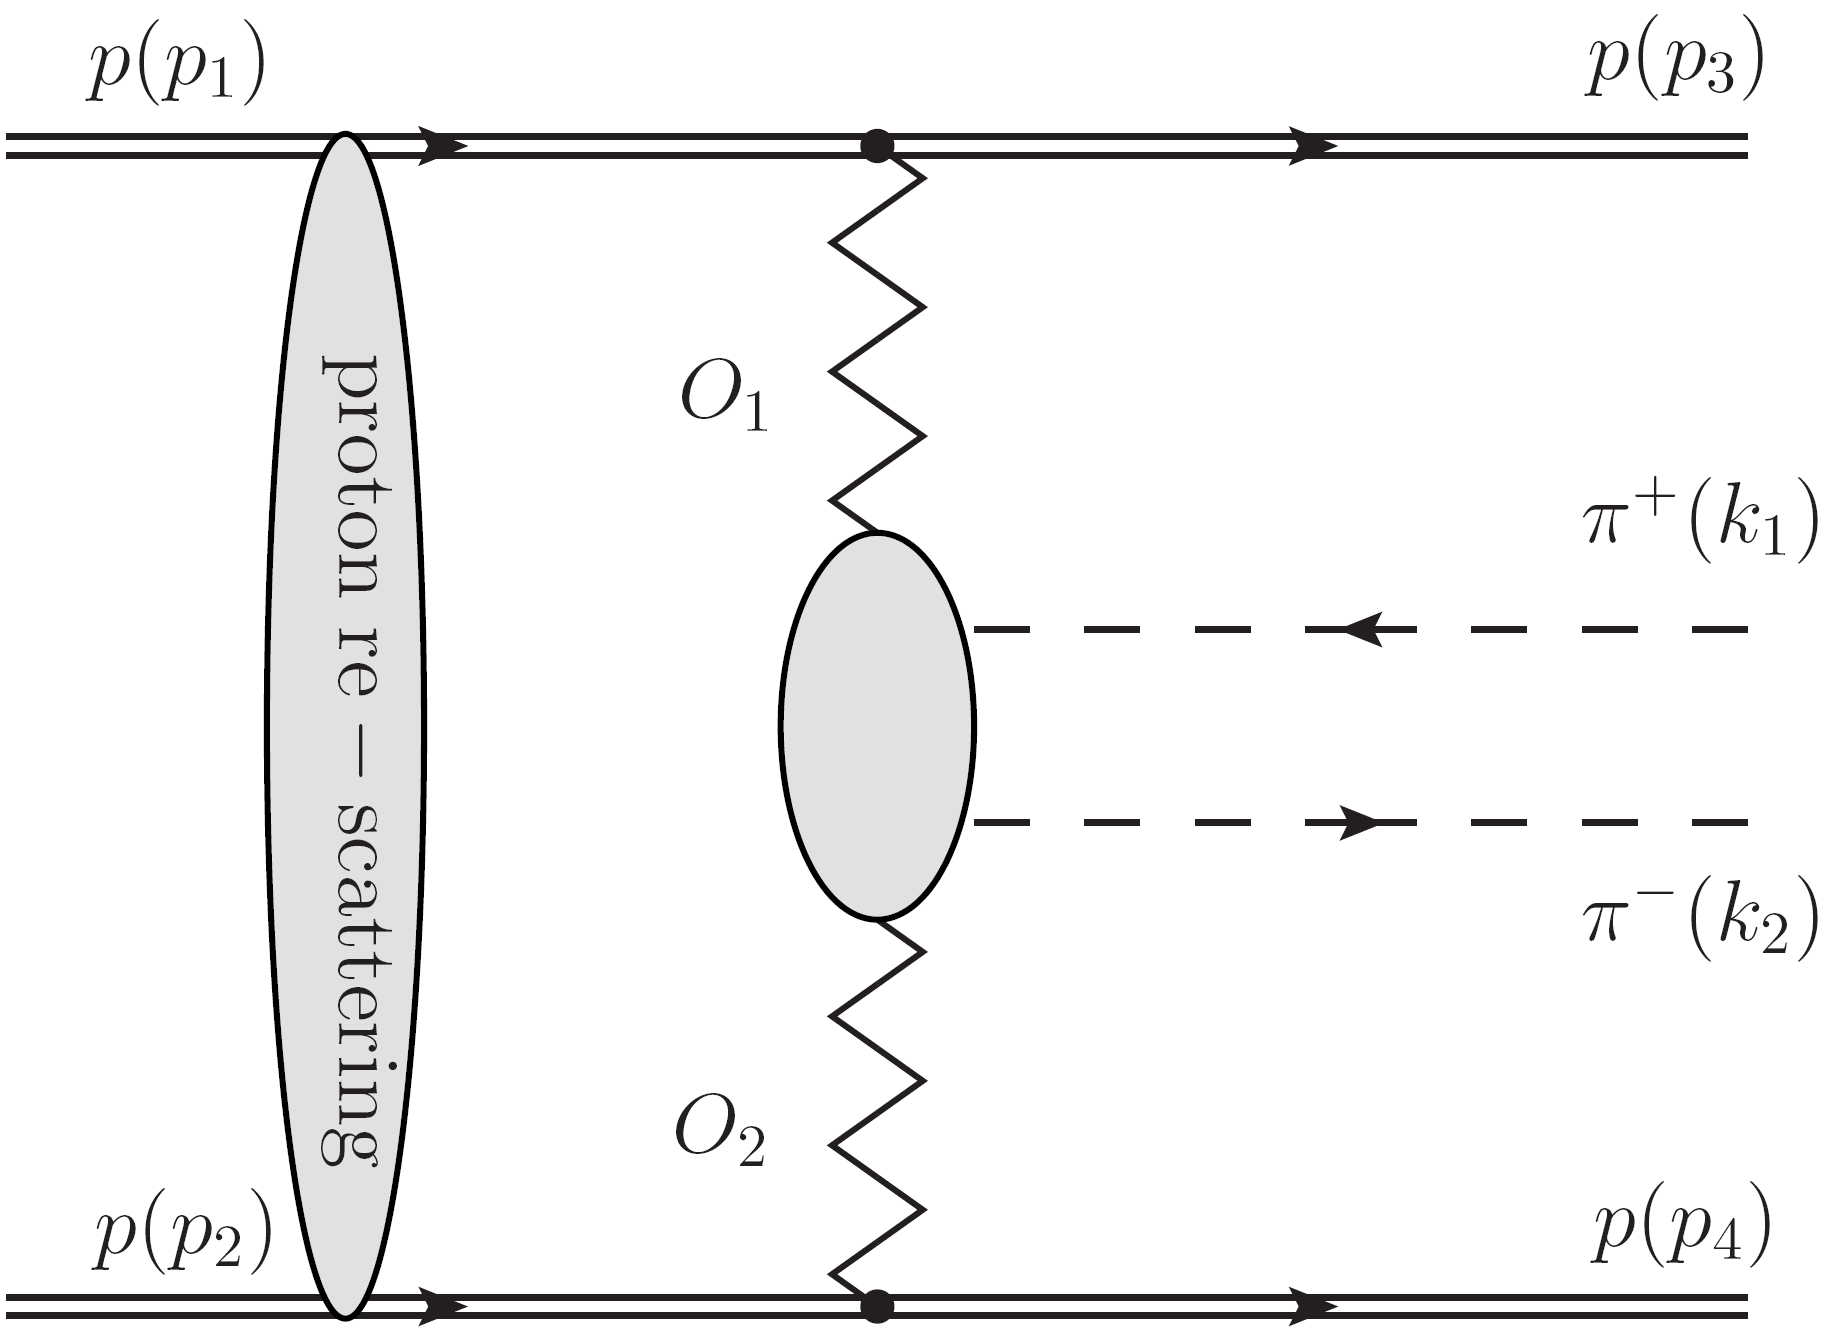 p(p₁)
p(p₃)
O₁
π⁺(k₁)
proton re – scattering
π⁻(k₂)
O₂
p(p₂)
p(p₄)